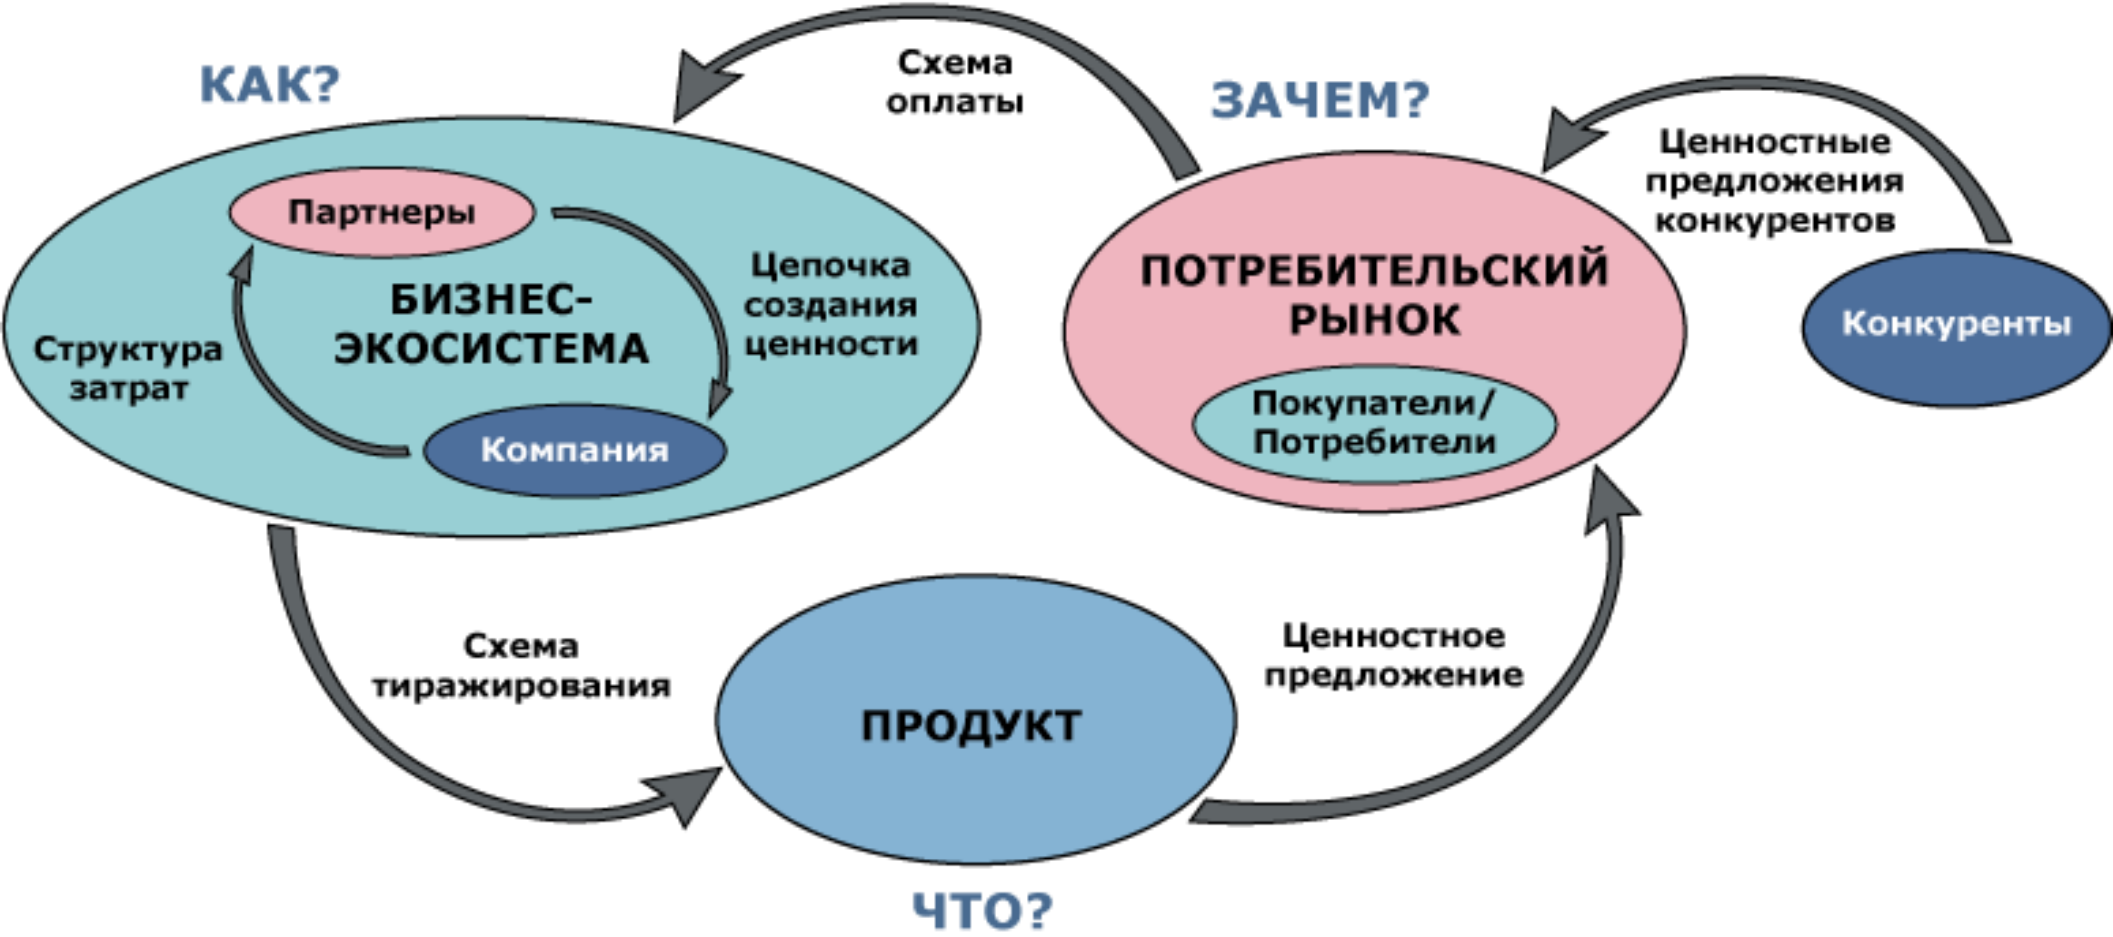 КАК?
Схема
оплаты
ЗАЧЕМ?
Ценностные
предложения
конкурентов
Партнеры
БИЗНЕС-
ЭКОСИСТЕМА
Цепочка
создания
ценности
Структура
затрат
Компания
ПОТРЕБИТЕЛЬСКИЙ
РЫНОК
Покупатели/
Потребители
Конкуренты
Схема
тиражирования
ПРОДУКТ
Ценностное
предложение
ЧТО?